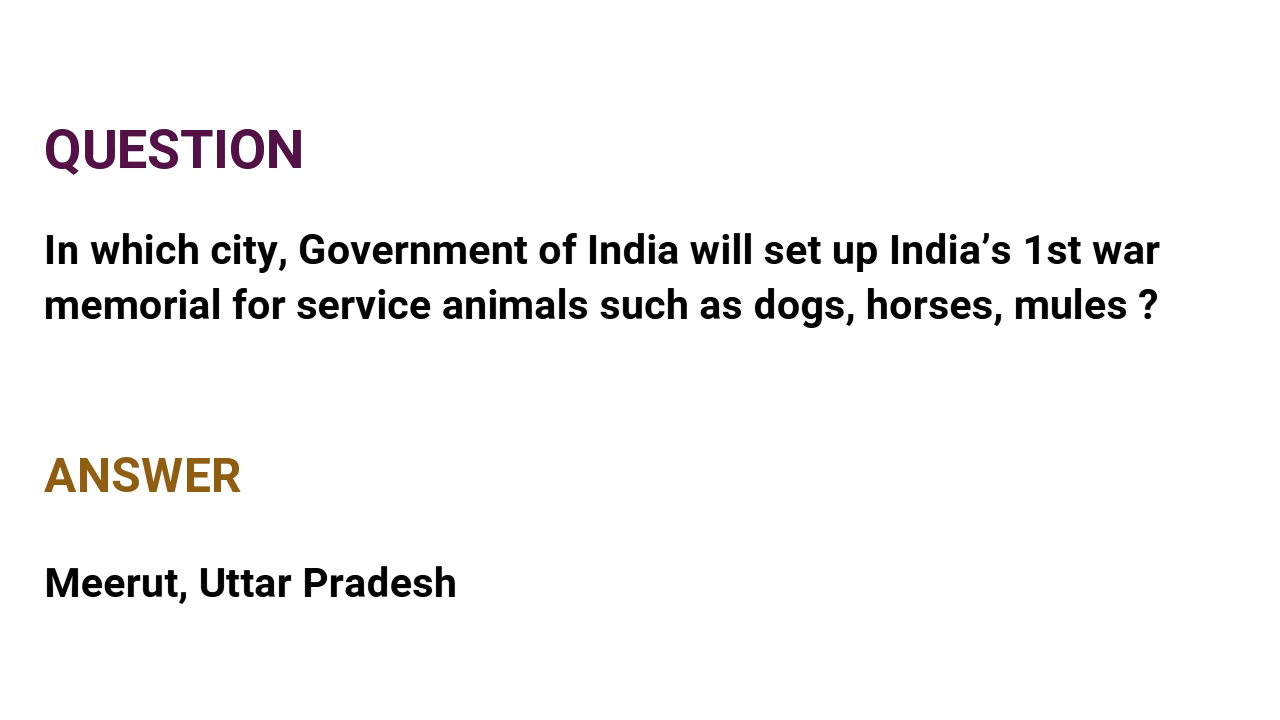 QUESTION
In which city, Government of India will set up India’s 1st war
memorial for service animals such as dogs, horses, mules ?
ANSWER
Meerut, Uttar Pradesh